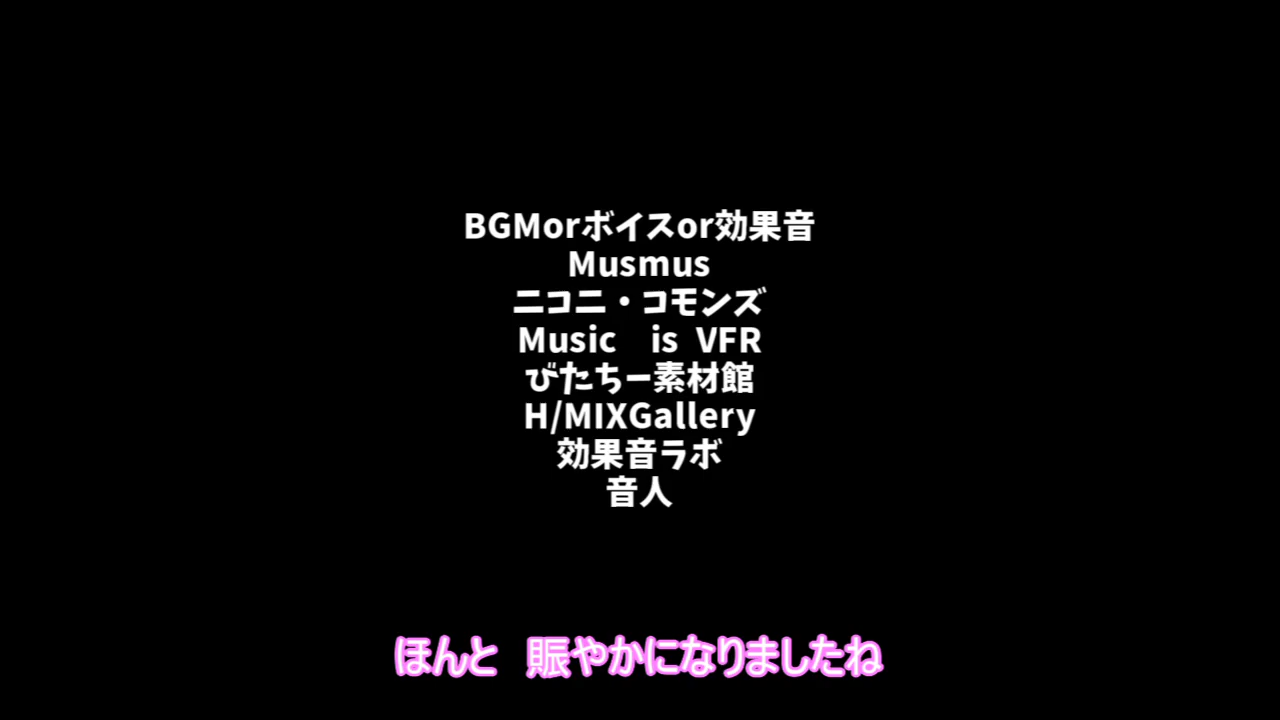 BGMorボイスor効果音
Musmus
ニコニ・コモンズ
Music　is VFR
びたちー素材館
H/MIXGallery
効果音ラボ
音人
ほんと　賑やかになりましたね